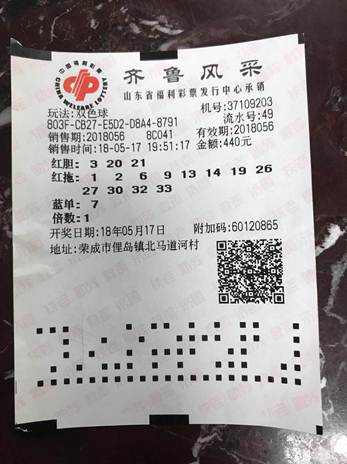 中国福利彩票
CHINA WELFARE LOTTERY
齐鲁风采
山东省福利彩票发行中心承销
玩法:双色球
机号:37109203
803F-CB27-E5D2-D8A4-8791
流水号:49
销售期:2018056 8C041
有效期:2018056
销售时间:18-05-17 19:51:17
金额:440元
红胆: 3 20 21
红拖: 1 2 6 9 13 14 19 26
27 30 32 33
蓝单: 7
倍数:1
开奖日期:18年05月17日
附加码:60120865
地址:荣成市俚岛镇北马道河村